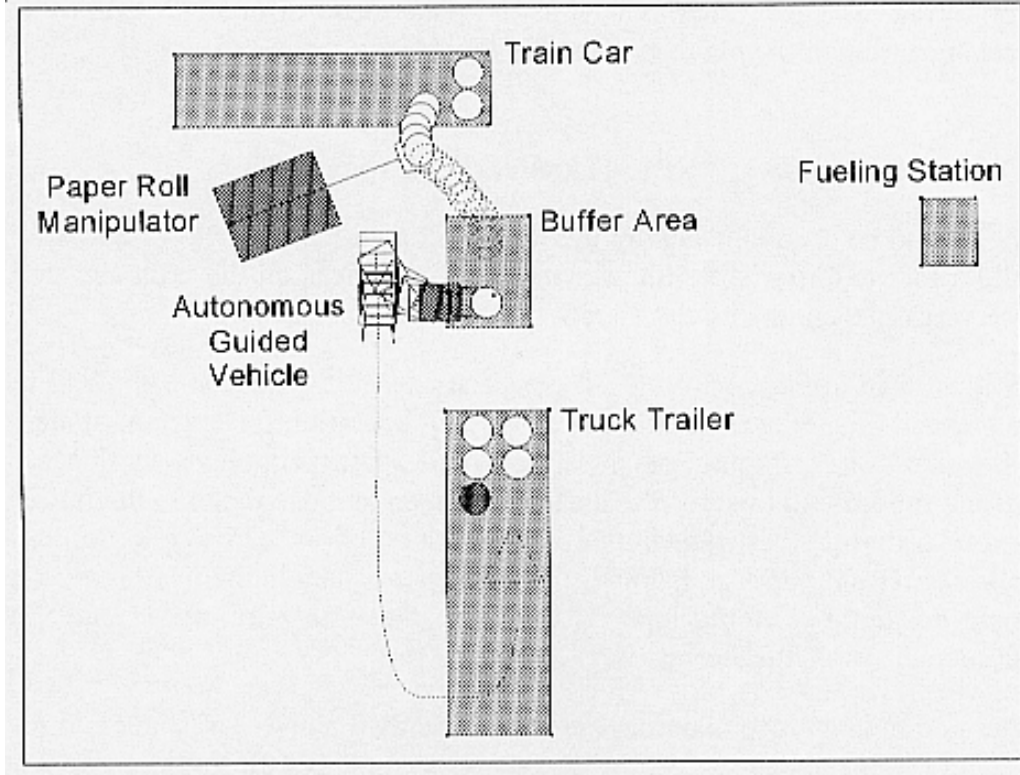 Train Car
Paper Roll
Manipulator
Fueling Station
Buffer Area
Autonomous
Guided
Vehicle
Truck Trailer